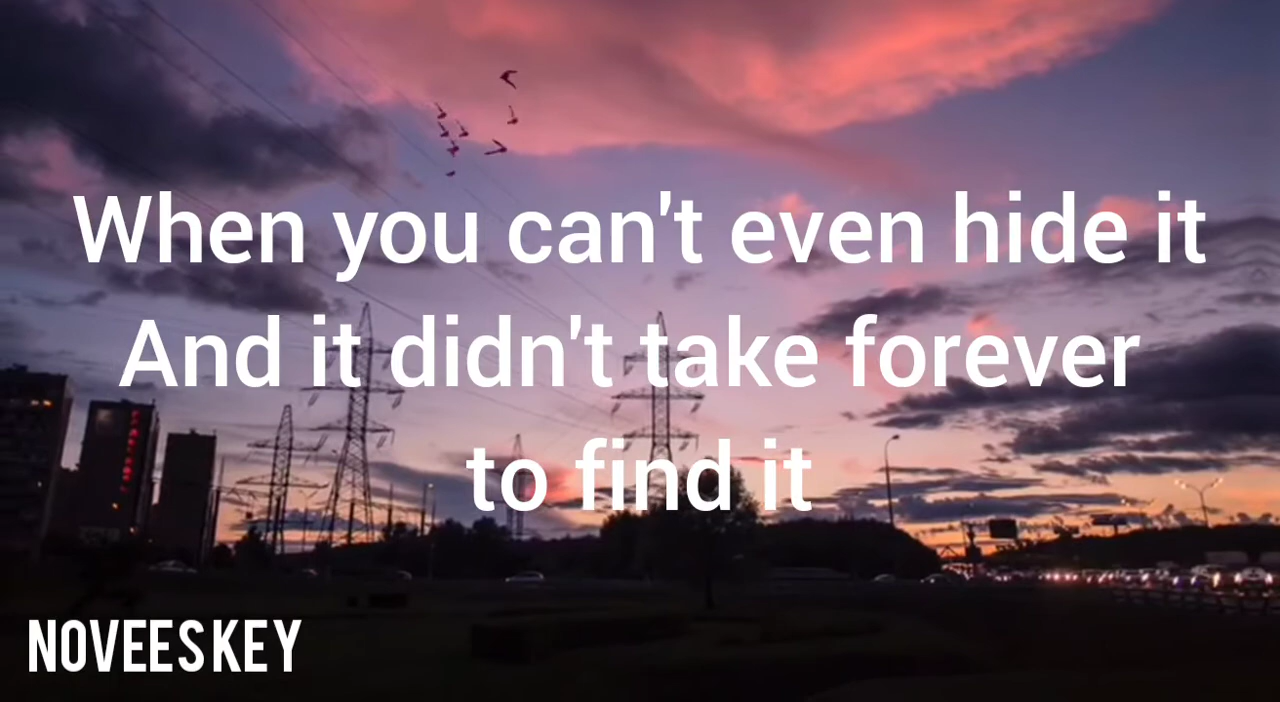 When you can't even hide it
And it didn't take forever
to find it
NOVEESKEY